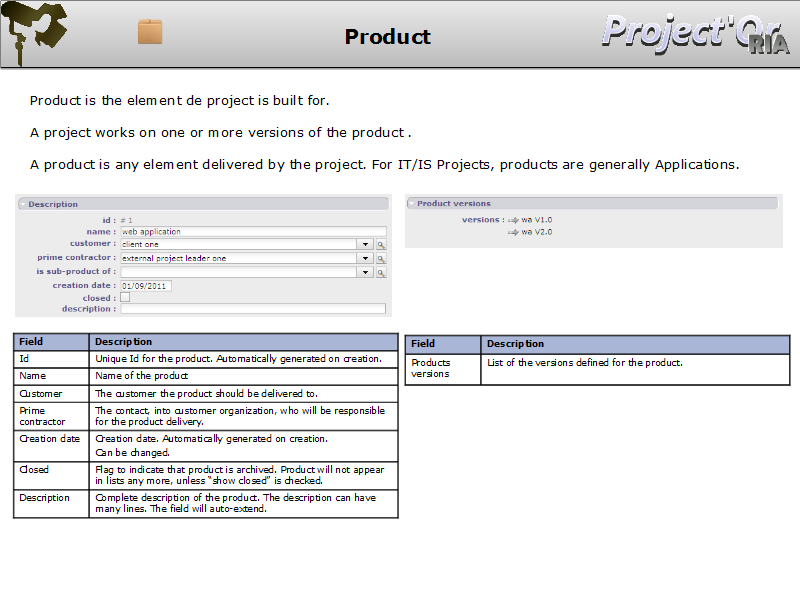 Product
Project'Or
RIA
Product is the element de project is built for.
A project works on one or more versions of the product .
A product is any element delivered by the project. For IT/IS Projects, products are generally Applications.
Description
id : # 1
name : web application
customer : client one
prime contractor : external project leader one
is sub-product of :
creation date : 01/09/2011
closed :
description :
Product versions
versions : wa V1.0
wa V2.0
Field Description
Id Unique Id for the product. Automatically generated on creation.
Name Name of the product
Customer The customer the product should be delivered to.
Prime The contact, into customer organization, who will be responsible
contractor for the product delivery.
Creation date Creation date. Automatically generated on creation.
Can be changed.
Closed Flag to indicate that product is archived. Product will not appear
in lists any more, unless "show closed" is checked.
Description Complete description of the product. The description can have
many lines. The field will auto-extend.
Field Description
Products List of the versions defined for the product.
versions